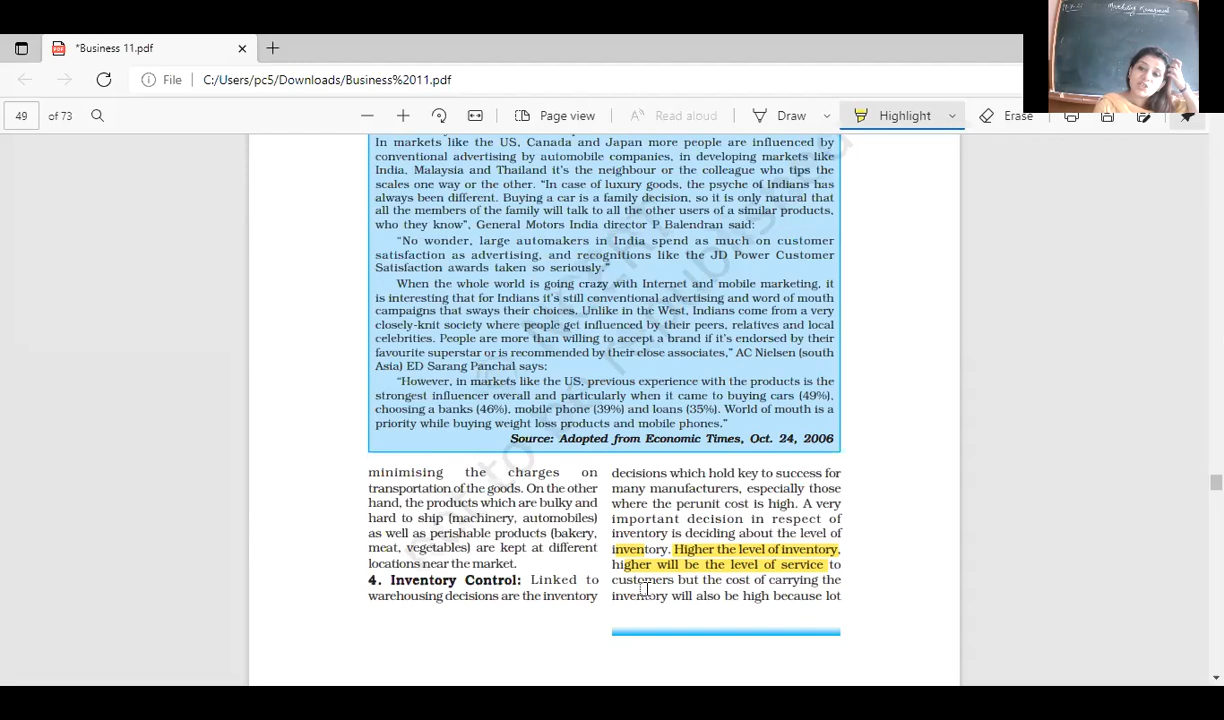 *Business 11.pdf
File
C:/Users/pc5/Downloads/Business%2011.pdf
49
of 73
Page view
Read aloud
Draw
Highlight
Erase
Marketing Management
In markets like the US, Canada and Japan more people are influenced by
conventional advertising by automobile companies, in developing markets like
India, Malaysia and Thailand it's the neighbour or the colleague who tips the
scales one way or the other. “In case of luxury goods, the psyche of Indians has
always been different. Buying a car is a family decision, so it is only natural that
all the members of the family will talk to all the other users of a similar products,
who they know”, General Motors India director P Balendran said:
“No wonder, large automakers in India spend as much on customer
satisfaction as advertising, and recognitions like the JD Power Customer
Satisfaction awards taken so seriously.”
When the whole world is going crazy with Internet and mobile marketing, it
is interesting that for Indians it's still conventional advertising and word of mouth
campaigns that sways their choices. Unlike in the West, Indians come from a very
closely-knit society where people get influenced by their peers, relatives and local
celebrities. People are more than willing to accept a brand if it's endorsed by their
favourite superstar or is recommended by their close associates,” AC Nielsen (south
Asia) ED Sarang Panchal says:
“However, in markets like the US, previous experience with the products is the
strongest influencer overall and particularly when it came to buying cars (49%),
choosing a banks (46%), mobile phone (39%) and loans (35%). World of mouth is a
priority while buying weight loss products and mobile phones.”
Source: Adopted from Economic Times, Oct. 24, 2006
minimising the charges on
transportation of the goods. On the other
hand, the products which are bulky and
hard to ship (machinery, automobiles)
as well as perishable products (bakery,
meat, vegetables) are kept at different
locations near the market.
4. Inventory Control: Linked to
warehousing decisions are the inventory
decisions which hold key to success for
many manufacturers, especially those
where the perunit cost is high. A very
important decision in respect of
inventory is deciding about the level of
inventory. Higher the level of inventory,
higher will be the level of service to
customers but the cost of carrying the
inventory will also be high because lot